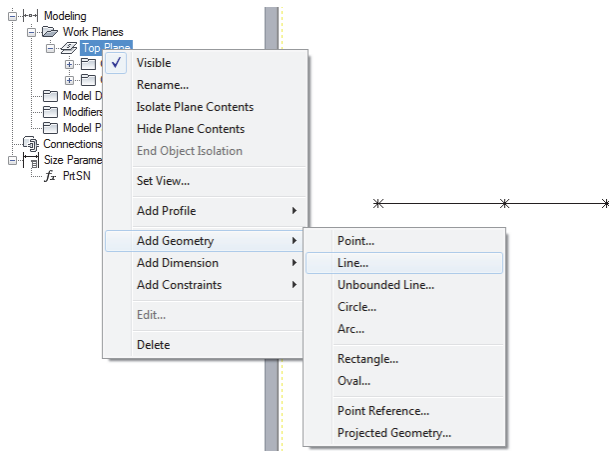 Modeling
Work Planes
Top Plane
Visible
Rename...
Isolate Plane Contents
Hide Plane Contents
End Object Isolation
Set View...
Add Profile
Add Geometry
Add Dimension
Add Constraints
Edit...
Delete
Model D
Modifiers
Model P
Connections
Size Parame
fx PrtSN
Point...
Line...
Unbounded Line...
Circle...
Arc...
Rectangle...
Oval...
Point Reference...
Projected Geometry...